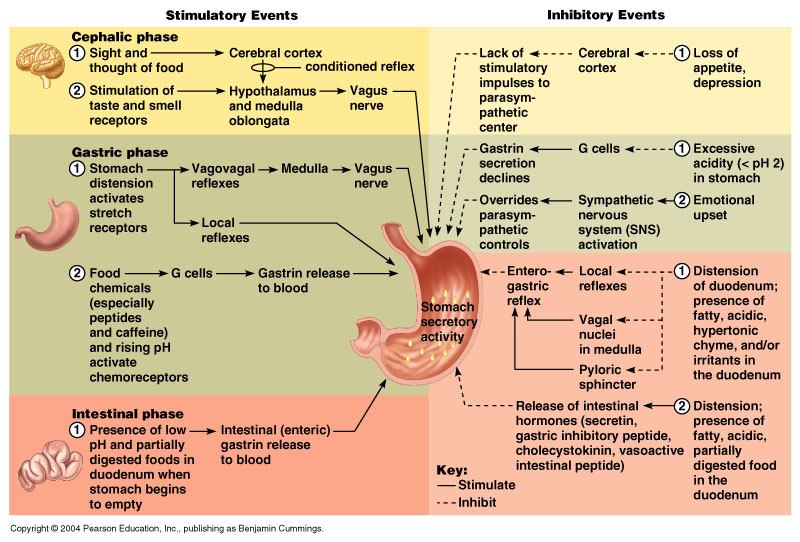 Stimulatory Events
Inhibitory Events
Cephalic phase
1 Sight and
thought of food
Cerebral cortex
conditioned reflex
2 Stimulation of
taste and smell
receptors
Hypothalamus
and medulla
oblongata
Vagus
nerve
Lack of
stimulatory
impulses to
parasym-
pathetic
center
Cerebral
cortex
1 Loss of
appetite,
depression
Gastric phase
1 Stomach
distension
activates
stretch
receptors
Vagovagal
reflexes
Medulla
Vagus
nerve
Local
reflexes
2 Food
chemicals
(especially
peptides
and caffeine)
and rising pH
activate
chemoreceptors
G cells
Gastrin release
to blood
Gastrin
secretion
declines
G cells
1 Excessive
acidity (< pH 2)
in stomach
Overrides
parasym-
pathetic
controls
Sympathetic
nervous
system (SNS)
activation
2 Emotional
upset
Stomach
secretory
activity
Intestinal phase
1 Presence of low
pH and partially
digested foods in
duodenum when
stomach begins
to empty
Intestinal (enteric)
gastrin release
to blood
Entero-
gastric
reflex
Local
reflexes
Vagal
nuclei
in medulla
Pyloric
sphincter
1 Distension
of duodenum;
presence of
fatty, acidic,
hypertonic
chyme, and/or
irritants in
the duodenum
Release of intestinal
hormones (secretin,
gastric inhibitory peptide,
cholecystokinin, vasoactive
intestinal peptide)
2 Distension;
presence of
fatty, acidic,
partially
digested food
in the
duodenum
Key:
Stimulate
Inhibit
Copyright © 2004 Pearson Education, Inc., publishing as Benjamin Cummings.